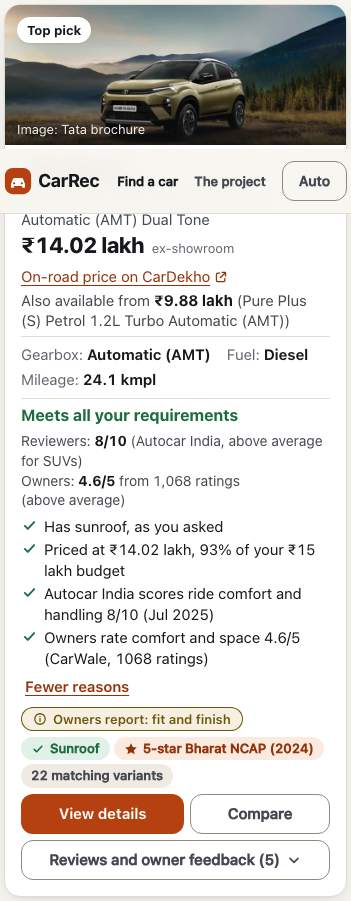 Top pick
Image: Tata brochure
CarRec
Find a car
The project
Auto
Automatic (AMT) Dual Tone
₹14.02 lakh ex-showroom
On-road price on CarDekho
Also available from ₹9.88 lakh (Pure Plus
(S) Petrol 1.2L Turbo Automatic (AMT))
Gearbox: Automatic (AMT) Fuel: Diesel
Mileage: 24.1 kmpl
Meets all your requirements
Reviewers: 8/10 (Autocar India, above average
for SUVs)
Owners: 4.6/5 from 1,068 ratings
(above average)
Has sunroof, as you asked
Priced at ₹14.02 lakh, 93% of your ₹15
lakh budget
Autocar India scores ride comfort and
handling 8/10 (Jul 2025)
Owners rate comfort and space 4.6/5
(CarWale, 1068 ratings)
Fewer reasons
Owners report: fit and finish
Sunroof
5-star Bharat NCAP (2024)
22 matching variants
View details
Compare
Reviews and owner feedback (5)